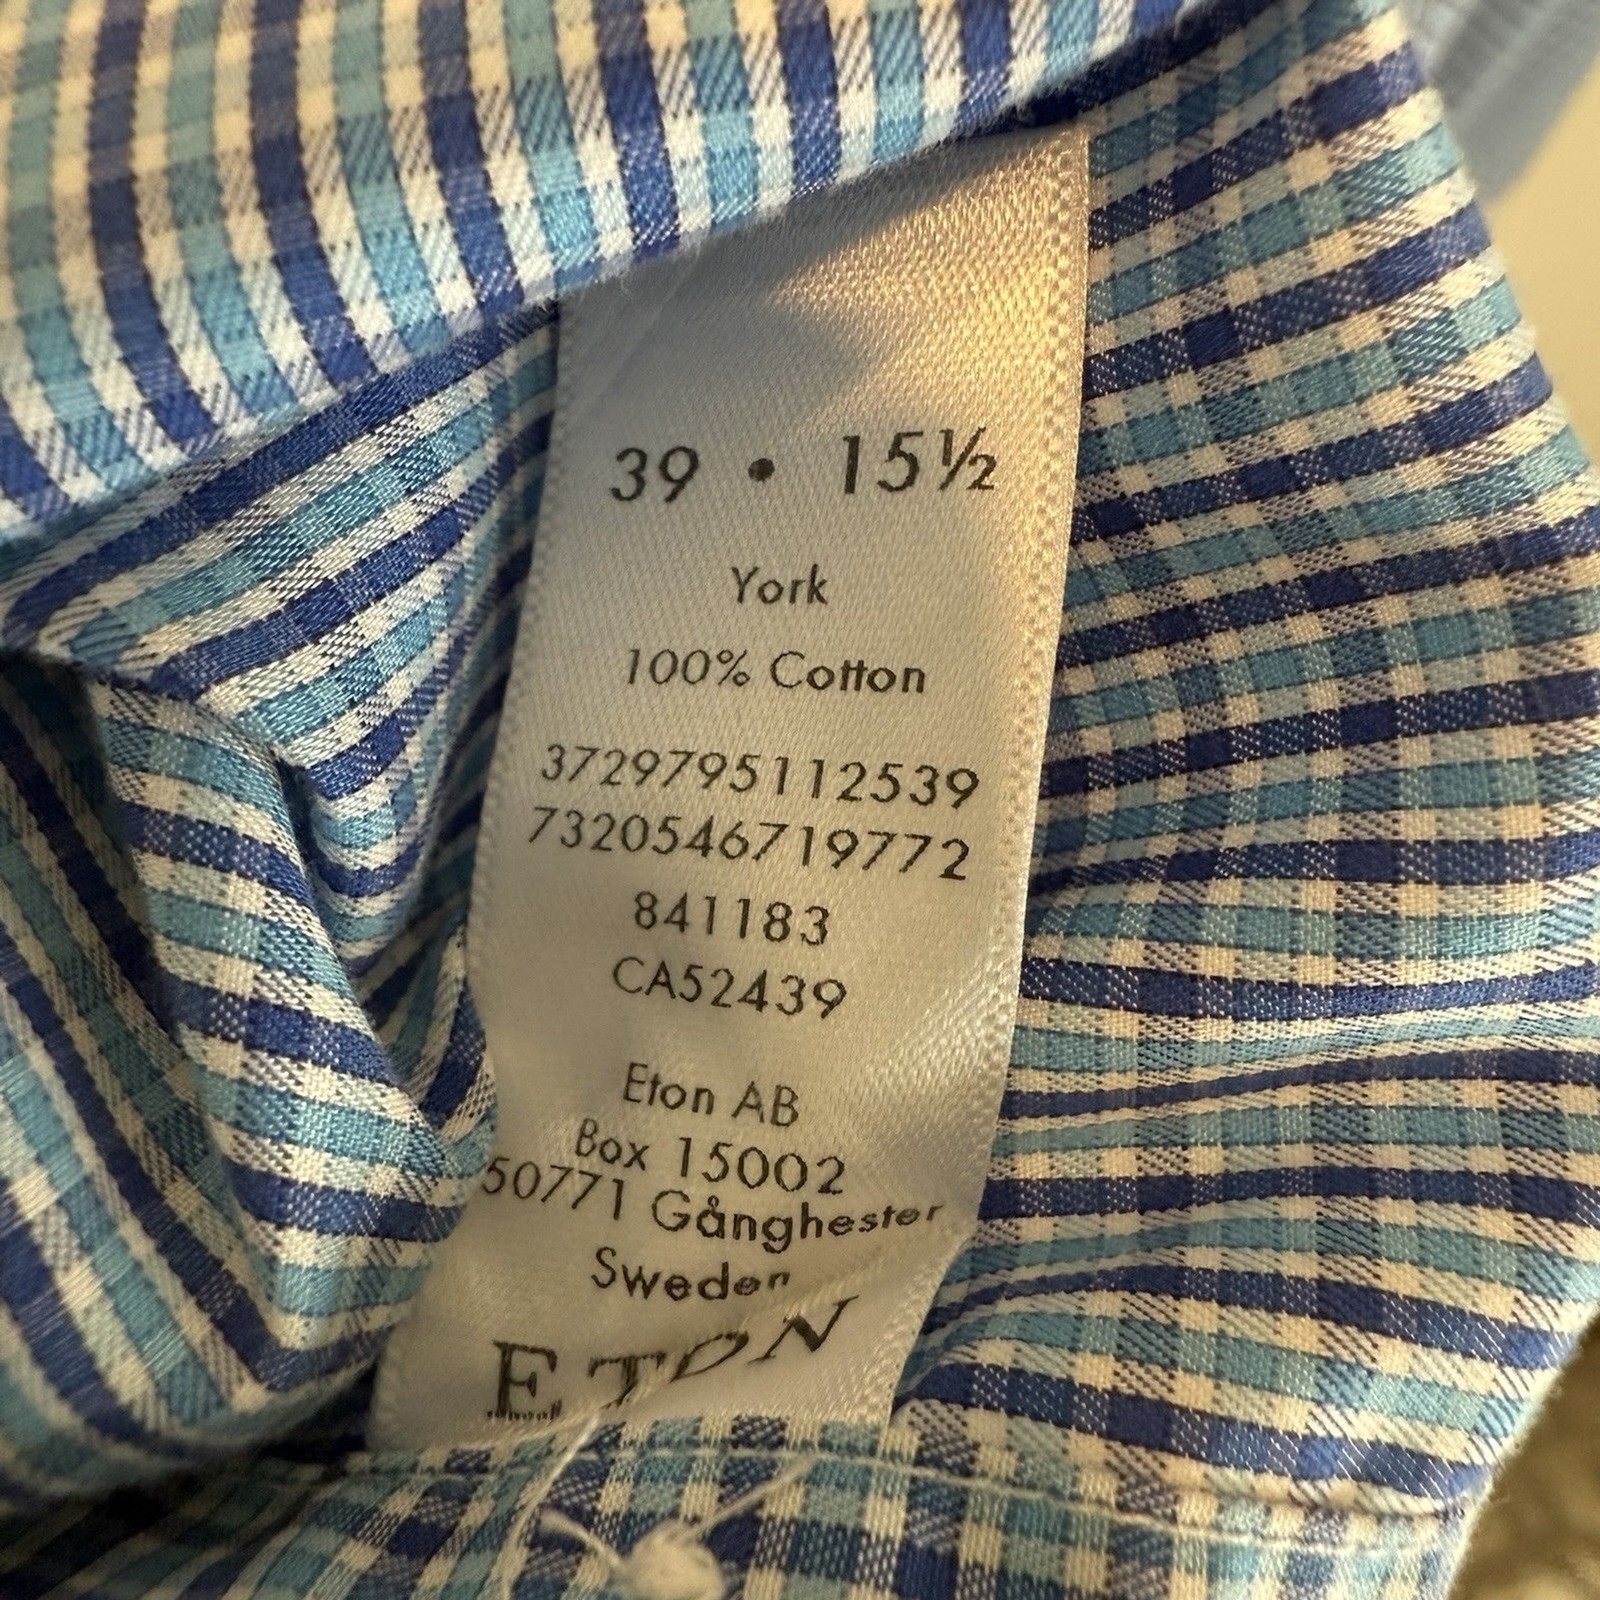 39 • 15½
York
100% Cotton
3729795112539
7320546719772
841183
CA52439
Eton AB
Box 15002
50771 Gånghester
Sweden
ETON